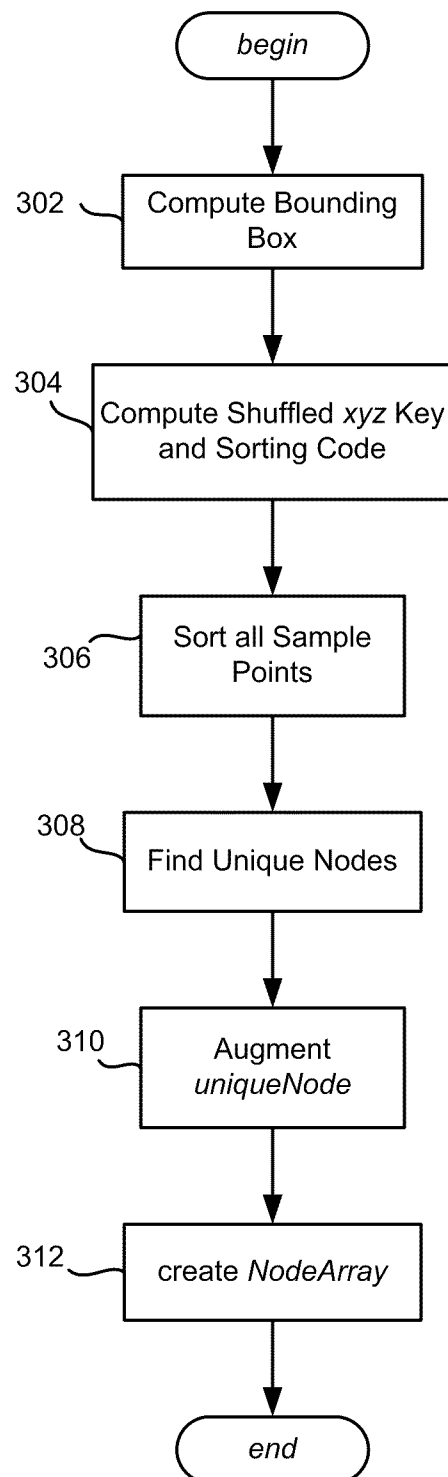 begin
302
Compute Bounding
Box
304
Compute Shuffled xyz Key
and Sorting Code
306
Sort all Sample
Points
308
Find Unique Nodes
310
Augment
uniqueNode
312
create NodeArray
end